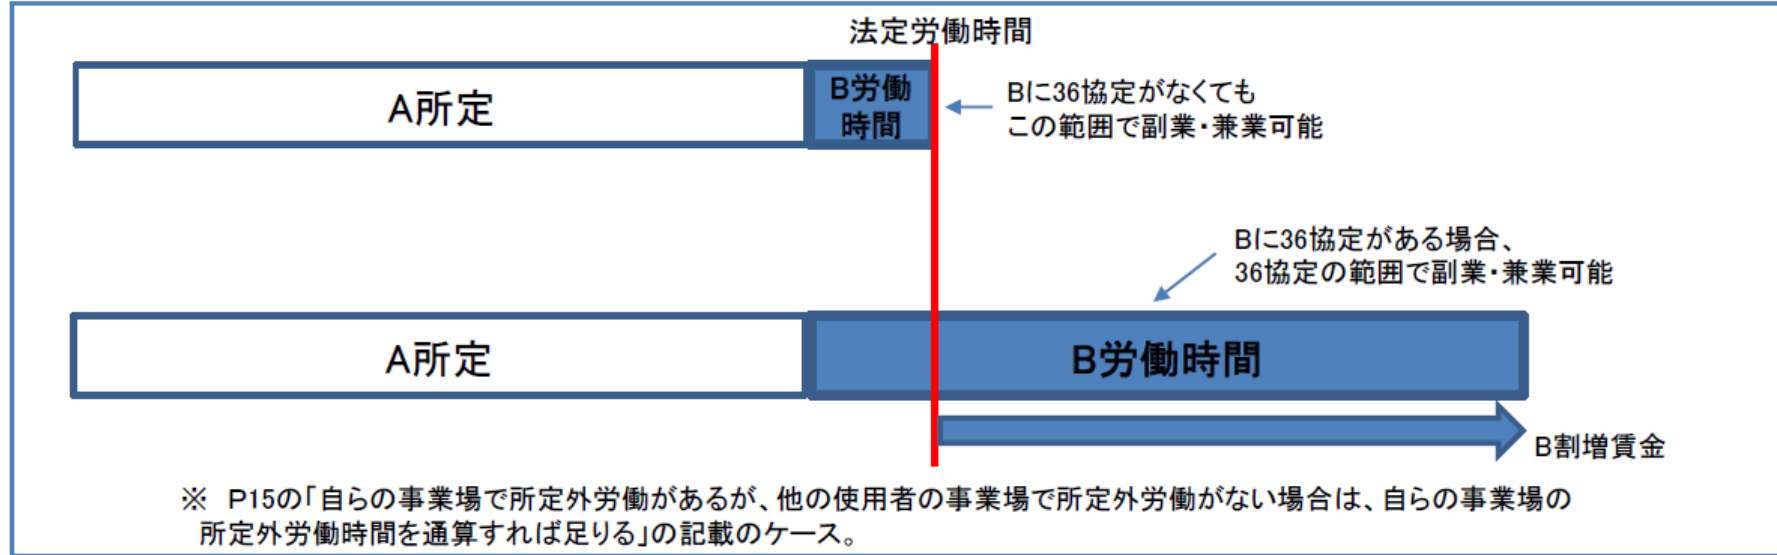 法定労働時間
A所定
B労働
時間
Bに36協定がなくても
この範囲で副業・兼業可能
Bに36協定がある場合、
36協定の範囲で副業・兼業可能
A所定
B労働時間
B割増賃金
※ P15の「自らの事業場で所定外労働があるが、他の使用者の事業場で所定外労働がない場合は、自らの事業場の
所定外労働時間を通算すれば足りる」の記載のケース。